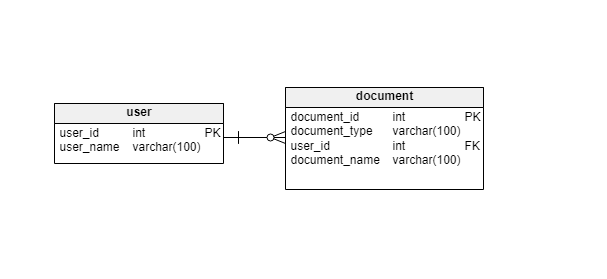 user
user_id int PK
user_name varchar(100)
document
document_id int PK
document_type varchar(100)
user_id int FK
document_name varchar(100)